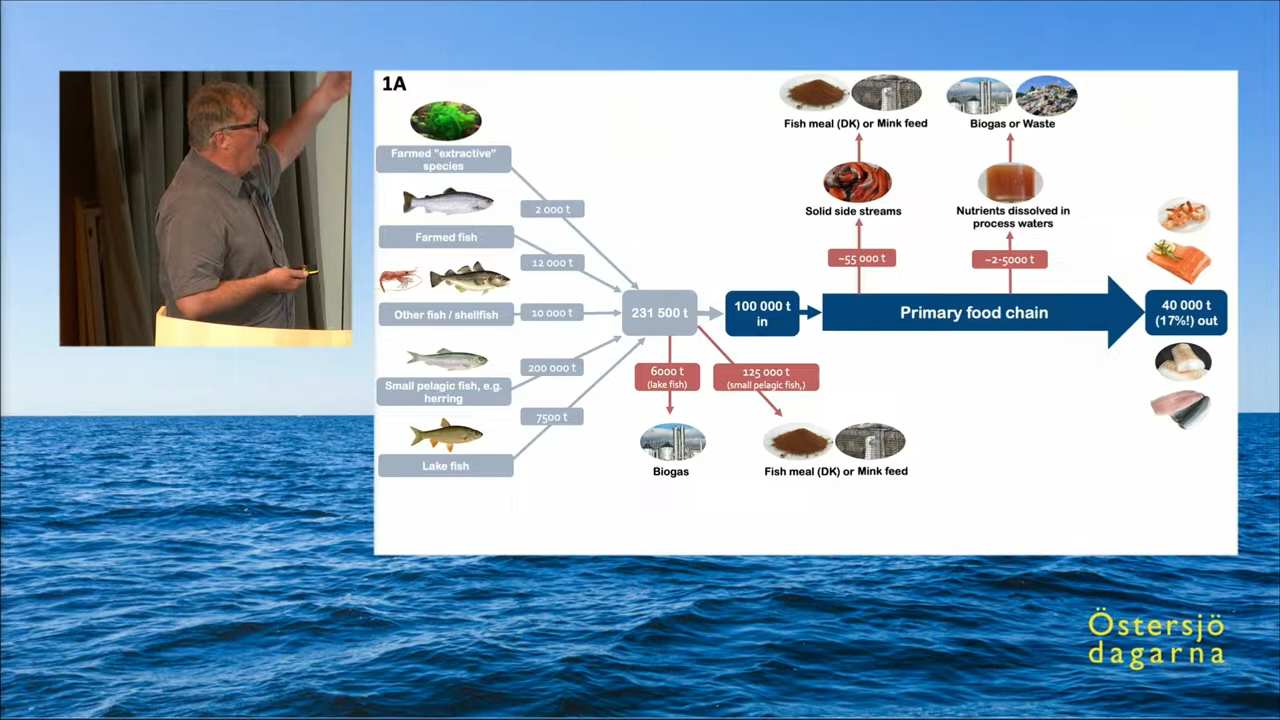 1A
Farmed "extractive"
species
2 000 t
Farmed fish
12 000 t
Other fish / shellfish
10 000 t
Small pelagic fish, e.g.
herring
200 000 t
Lake fish
7500 t
231 500 t
100 000 t
in
Primary food chain
40 000 t
(17%!) out
Fish meal (DK) or Mink feed
Solid side streams
~55 000 t
Biogas or Waste
Nutrients dissolved in
process waters
~2-5000 t
6000 t
(lake fish)
Biogas
125 000 t
(small pelagic fish,)
Fish meal (DK) or Mink feed
Östersjö
dagarna